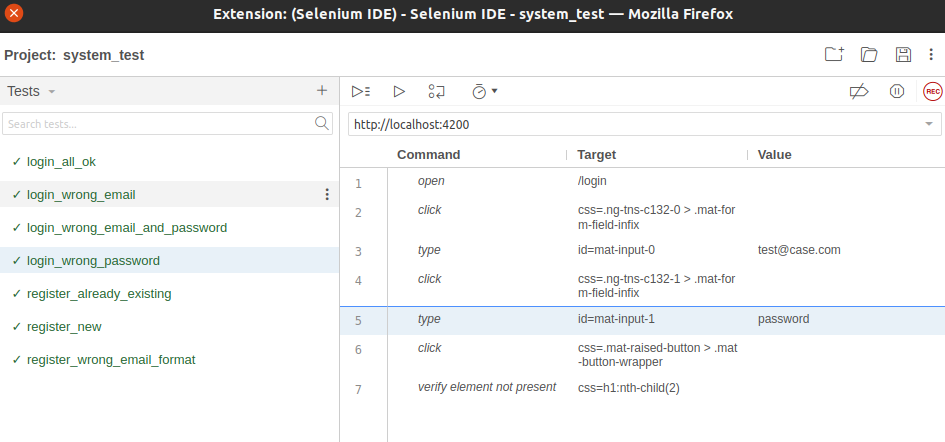 Extension: (Selenium IDE) - Selenium IDE - system_test — Mozilla Firefox
Project: system_test
Tests
REC
Search tests...
http://localhost:4200
Command Target Value
✓ login_all_ok
✓ login_wrong_email
✓ login_wrong_email_and_password
✓ login_wrong_password
✓ register_already_existing
✓ register_new
✓ register_wrong_email_format
1 open /login
2 click css=.ng-tns-c132-0 > .mat-for
m-field-infix
3 type id=mat-input-0 test@case.com
4 click css=.ng-tns-c132-1 > .mat-for
m-field-infix
5 type id=mat-input-1 password
6 click css=.mat-raised-button > .mat
-button-wrapper
7 verify element not present css=h1:nth-child(2)